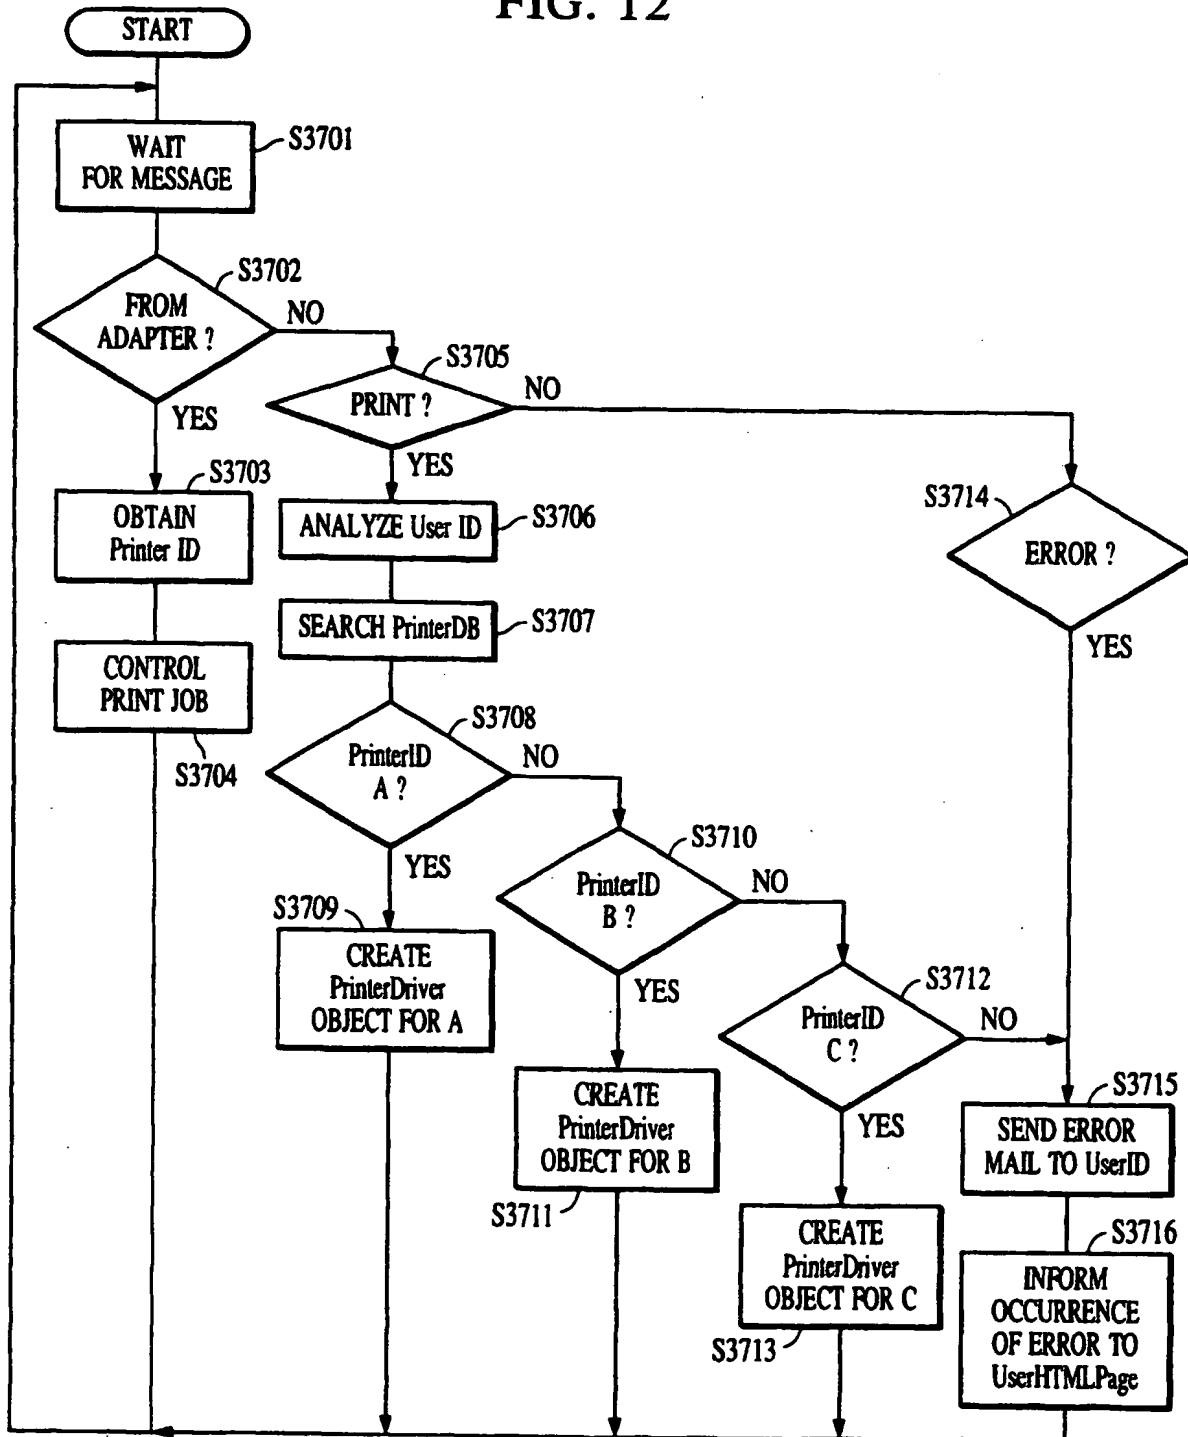 FIG. 12
START
WAIT
FOR MESSAGE
S3701
FROM
ADAPTER ?
S3702
NO
YES
PRINT ?
S3705
NO
YES
S3703
OBTAIN
Printer ID
ANALYZE User ID
S3706
S3714
ERROR ?
YES
SEARCH PrinterDB
S3707
CONTROL
PRINT JOB
S3704
PrinterID
A ?
S3708
NO
YES
PrinterID
B ?
S3710
NO
YES
S3709
CREATE
PrinterDriver
OBJECT FOR A
PrinterID
C ?
S3712
NO
YES
CREATE
PrinterDriver
OBJECT FOR B
S3711
S3715
SEND ERROR
MAIL TO UserID
CREATE
PrinterDriver
OBJECT FOR C
S3713
S3716
INFORM
OCCURRENCE
OF ERROR TO
UserHTMLPage